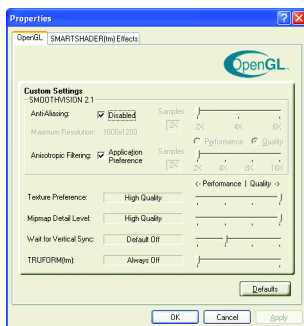 Properties
OpenGL SMARTSHADER(tm) Effects
OpenGL.
Custom Settings
SMOOTHVISION 2.1
Anti-Aliasing: Disabled Samples: 2X 2X 4X 6X
Maximum Resolution: 1600x1200
Performance Quality
Anisotropic Filtering: Application Preference Samples: 2X 2X 4X 8X 16X
<- Performance | Quality ->
Texture Preference: High Quality
Mipmap Detail Level: High Quality
Wait for Vertical Sync: Default Off
TRUFORM(tm): Always Off
Defaults
OK Cancel Apply